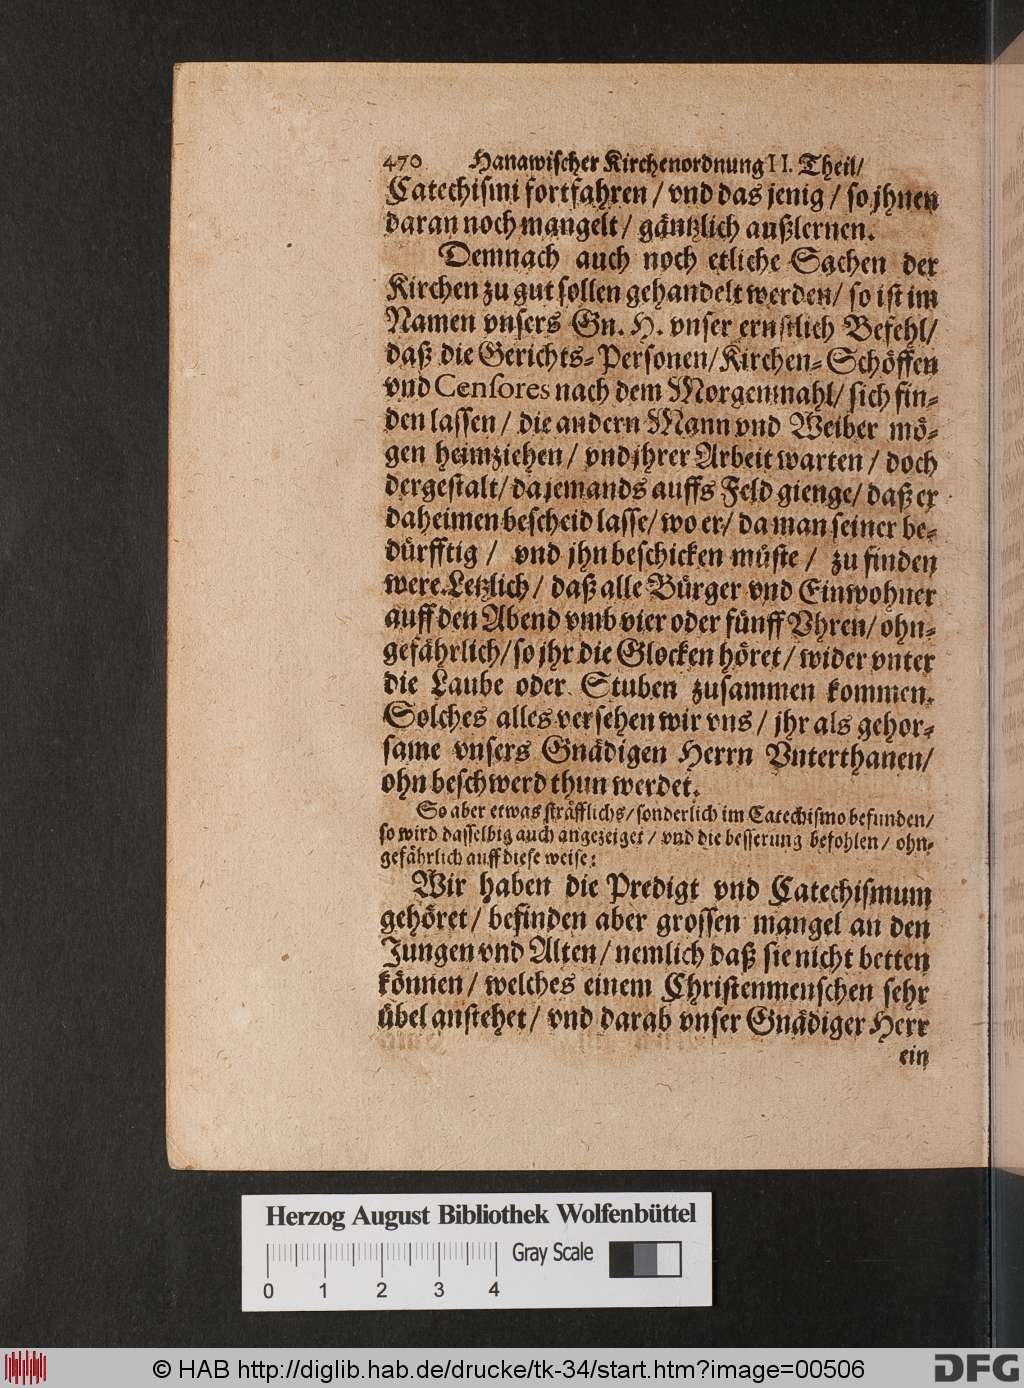 470 Hanawischer Kirchenordnung II. Theil/
Catechismi fortfahren / vnd das jenig / so jhnen
daran noch mangelt / gäntzlich außlernen.
Demnach auch noch etliche Sachen der
Kirchen zu gut sollen gehandelt werden/ so ist im
Namen vnsers Gn. H. vnser ernstlich Befehl/
daß die Gerichts-Personen/Kirchen-Schöffen
vnd Censores nach dem Morgenmahl/ sich fin-
den lassen / die andern Mann vnd Weiber mö-
gen heimziehen / vnd jhrer Arbeit warten / doch
dergestalt/ da jemands auffs Feld gienge/ daß er
daheimen bescheid lasse/ wo er/ da man seiner be-
dürfftig / vnd jhn beschicken müste / zu finden
were. Letzlich / daß alle Bürger vnd Einwohner
auff den Abend vmb vier oder fünff Vhren/ ohn-
gefährlich/ so jhr die Glocken höret / wider vnter
die Laube oder Stuben zusammen kommen.
Solches alles versehen wir vns / jhr als gehor-
same vnsers Gnädigen Herrn Vnterthanen/
ohn beschwerd thun werdet.
So aber etwas sträfflichs/ sonderlich im Catechismo befunden/
so wird dasselbig auch angezeiget / vnd die besserung befohlen / ohn-
gefährlich auff diese weise:
Wir haben die Predigt vnd Catechismum
gehöret / befinden aber grossen mangel an den
Jungen vnd Alten / nemlich daß sie nicht betten
können / welches einem Christenmenschen sehr
übel anstehet / vnd darab vnser Gnädiger Herr
ein
Herzog August Bibliothek Wolfenbüttel
0 1 2 3 4 Gray Scale
© HAB http://diglib.hab.de/drucke/tk-34/start.htm?image=00506 DFG